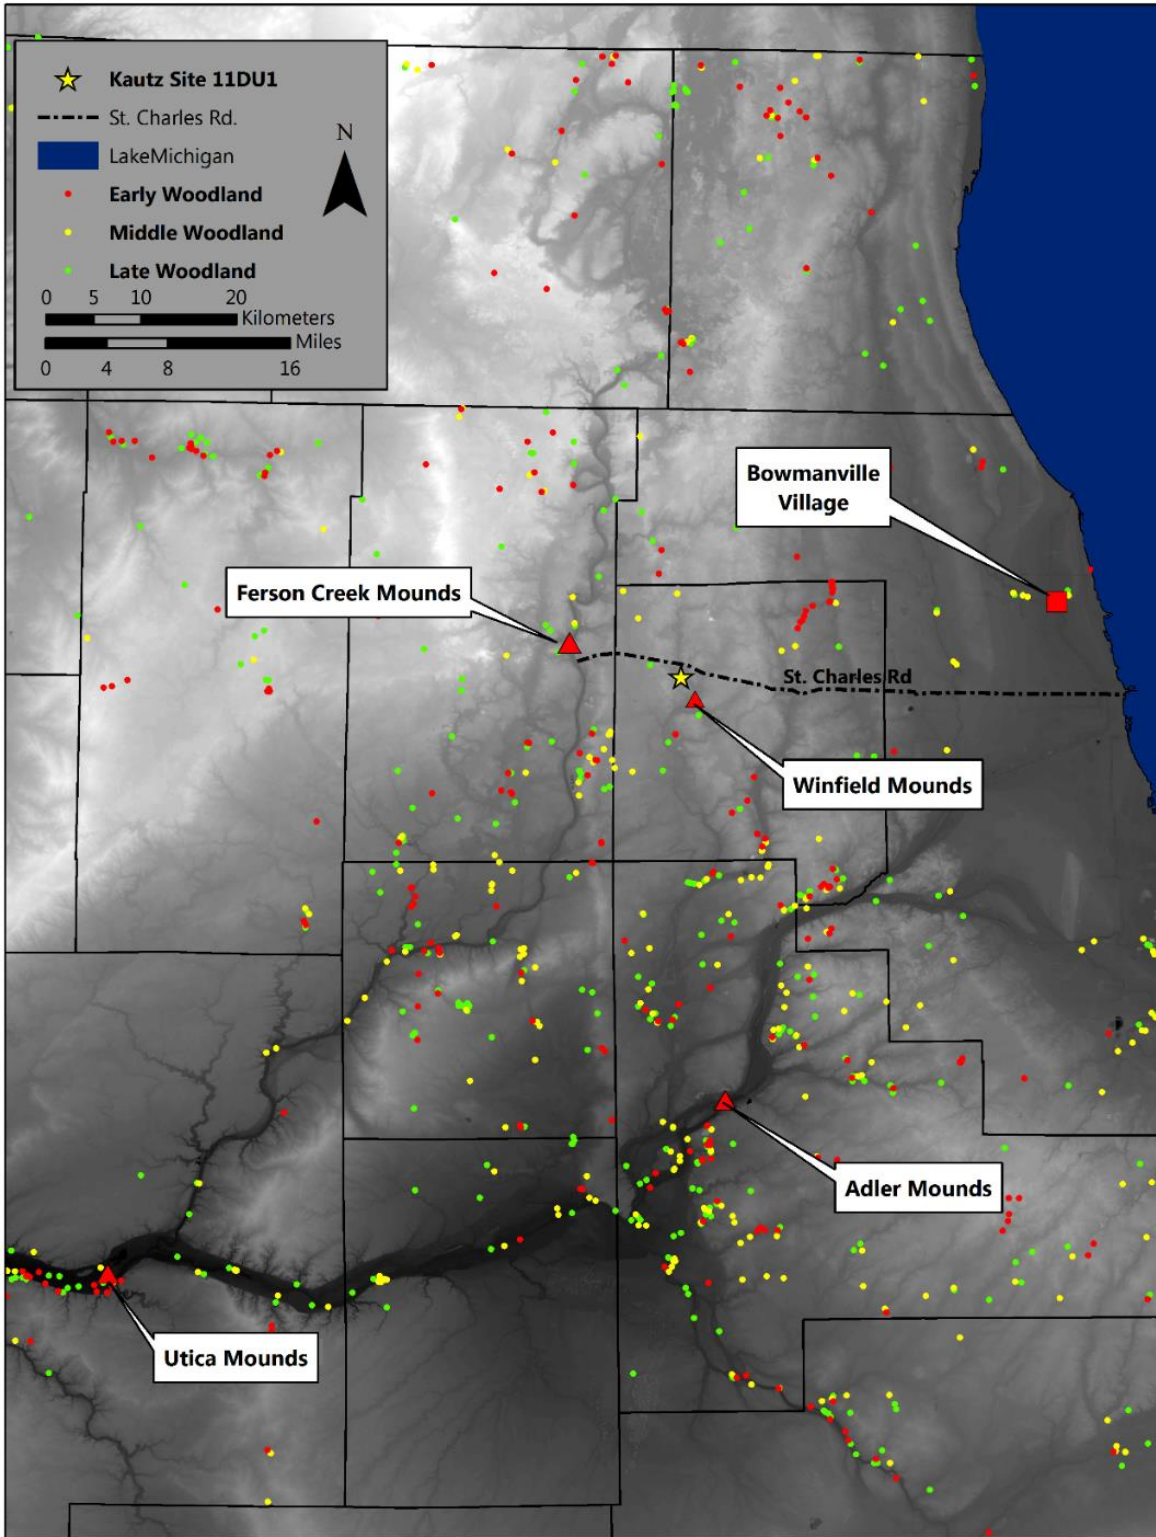 Kautz Site 11DU1
St. Charles Rd.
LakeMichigan
Early Woodland
Middle Woodland
Late Woodland
N
0 5 10 20
Kilometers
Miles
0 4 8 16
Bowmanville
Village
Ferson Creek Mounds
St. Charles Rd
Winfield Mounds
Adler Mounds
Utica Mounds